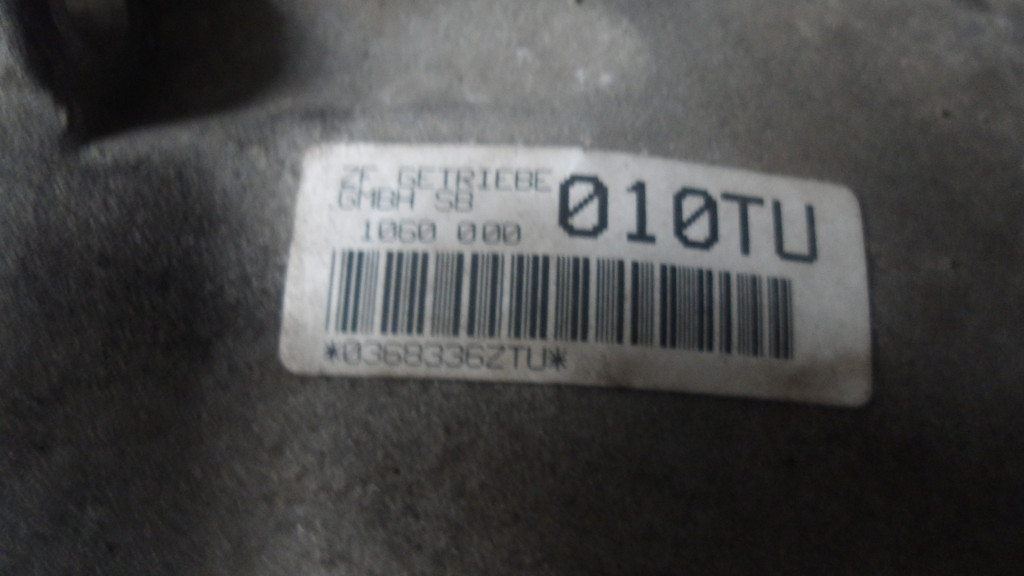 ZF GETRIEBE
GMBH SB
1060 000
010TU
*0368336ZTU*